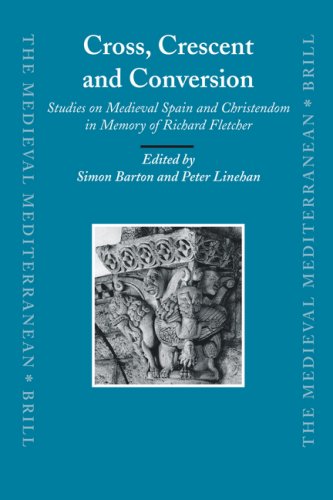 Cross, Crescent
and Conversion
Studies on Medieval Spain and Christendom
in Memory of Richard Fletcher
Edited by
Simon Barton and Peter Linehan
THE MEDIEVAL MEDITERRANEAN * BRILL
THE MEDIEVAL MEDITERRANEAN * BRILL